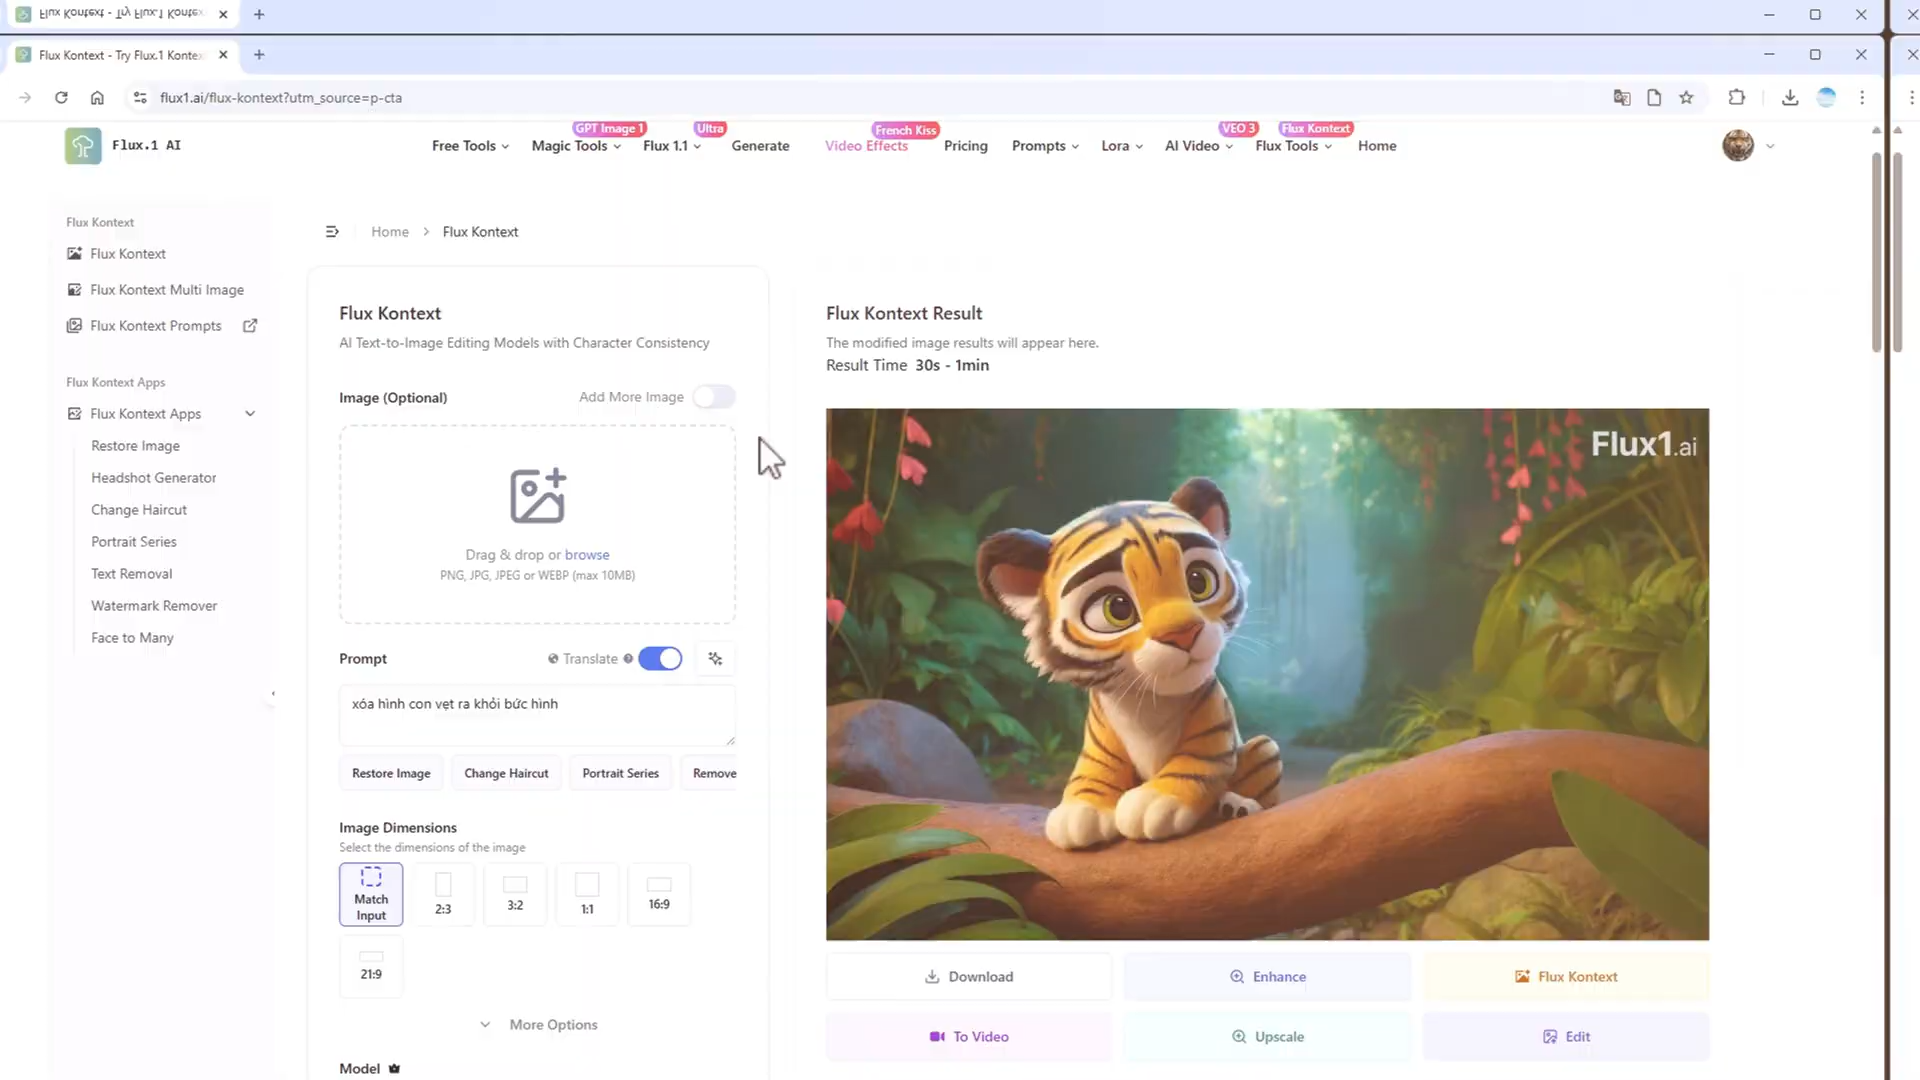 Flux Kontext - Try Flux.1 Kontex
Flux Kontext - Try Flux.1 Kontex
flux1.ai/flux-kontext?utm_source=p-cta
GPT Image 1
Ultra
French Kiss
VEO 3
Flux Kontext
Flux.1 AI
Free Tools
Magic Tools
Flux 1.1
Generate
Video Effects
Pricing
Prompts
Lora
AI Video
Flux Tools
Home
Flux Kontext
Flux Kontext
Flux Kontext Multi Image
Flux Kontext Prompts
Flux Kontext Apps
Flux Kontext Apps
Restore Image
Headshot Generator
Change Haircut
Portrait Series
Text Removal
Watermark Remover
Face to Many
Home > Flux Kontext
Flux Kontext
AI Text-to-Image Editing Models with Character Consistency
Image (Optional)
Add More Image
Drag & drop or browse
PNG, JPG, JPEG or WEBP (max 10MB)
Prompt
Translate
xóa hình con vẹt ra khỏi bức hình
Restore Image
Change Haircut
Portrait Series
Remove
Image Dimensions
Select the dimensions of the image
Match Input
2:3
3:2
1:1
16:9
21:9
More Options
Model
Flux Kontext Result
The modified image results will appear here.
Result Time 30s - 1min
Flux1.ai
Download
Enhance
Flux Kontext
To Video
Upscale
Edit